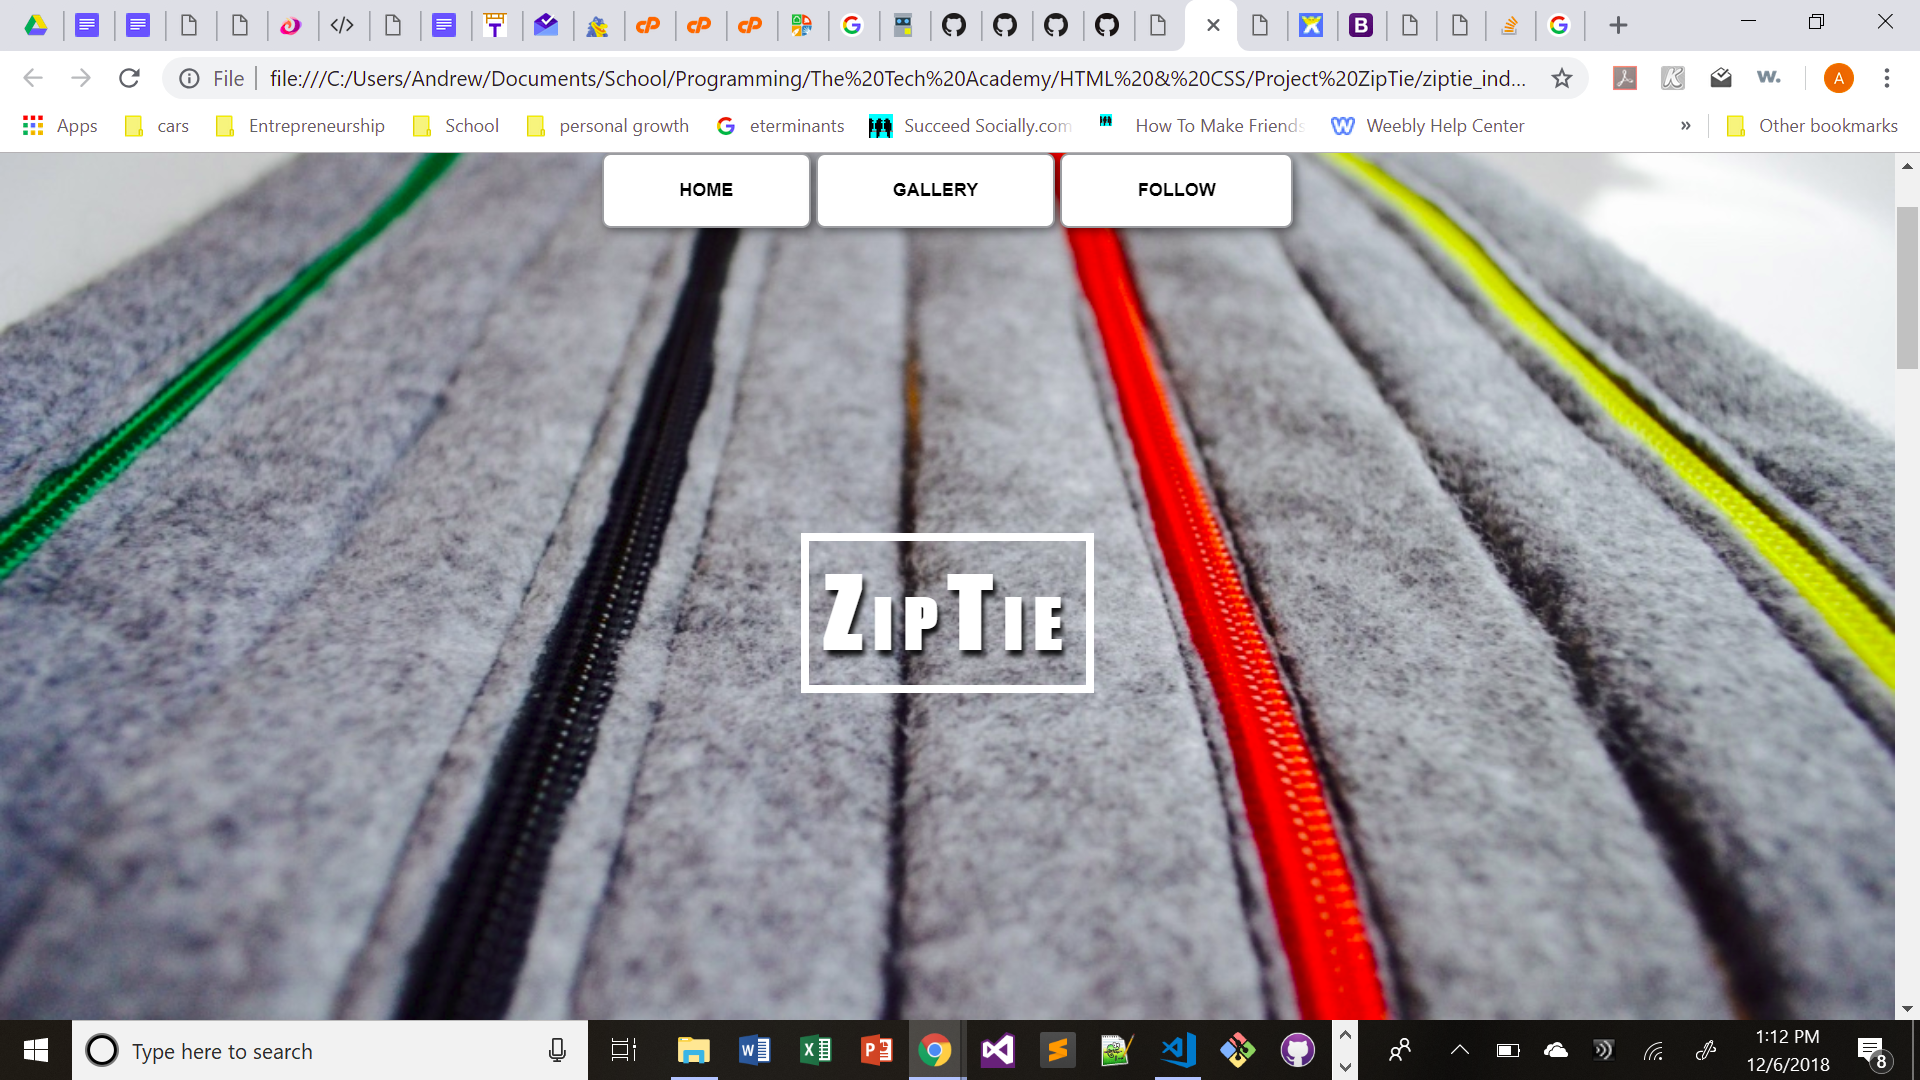 File
file:///C:/Users/Andrew/Documents/School/Programming/The%20Tech%20Academy/HTML%20&%20CSS/Project%20ZipTie/ziptie_ind...
A
Apps cars Entrepreneurship School personal growth eterminants Succeed Socially.com How To Make Friends Weebly Help Center » Other bookmarks
HOME GALLERY FOLLOW
ZIPTIE
Type here to search
1:12 PM
12/6/2018
8